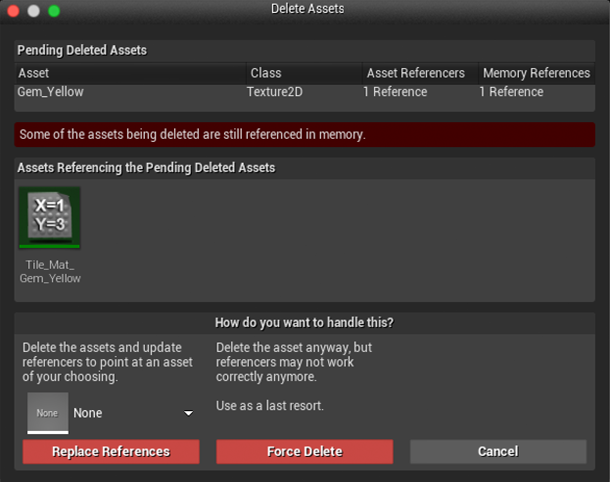 Delete Assets
Pending Deleted Assets
Asset Class Asset Referencers Memory References
Gem_Yellow Texture2D 1 Reference 1 Reference
Some of the assets being deleted are still referenced in memory.
Assets Referencing the Pending Deleted Assets
X=1
Y=3
Tile_Mat_
Gem_Yellow
How do you want to handle this?
Delete the assets and update
referencers to point at an asset
of your choosing.
Delete the asset anyway, but
referencers may not work
correctly anymore.
Use as a last resort.
None None
Replace References Force Delete Cancel